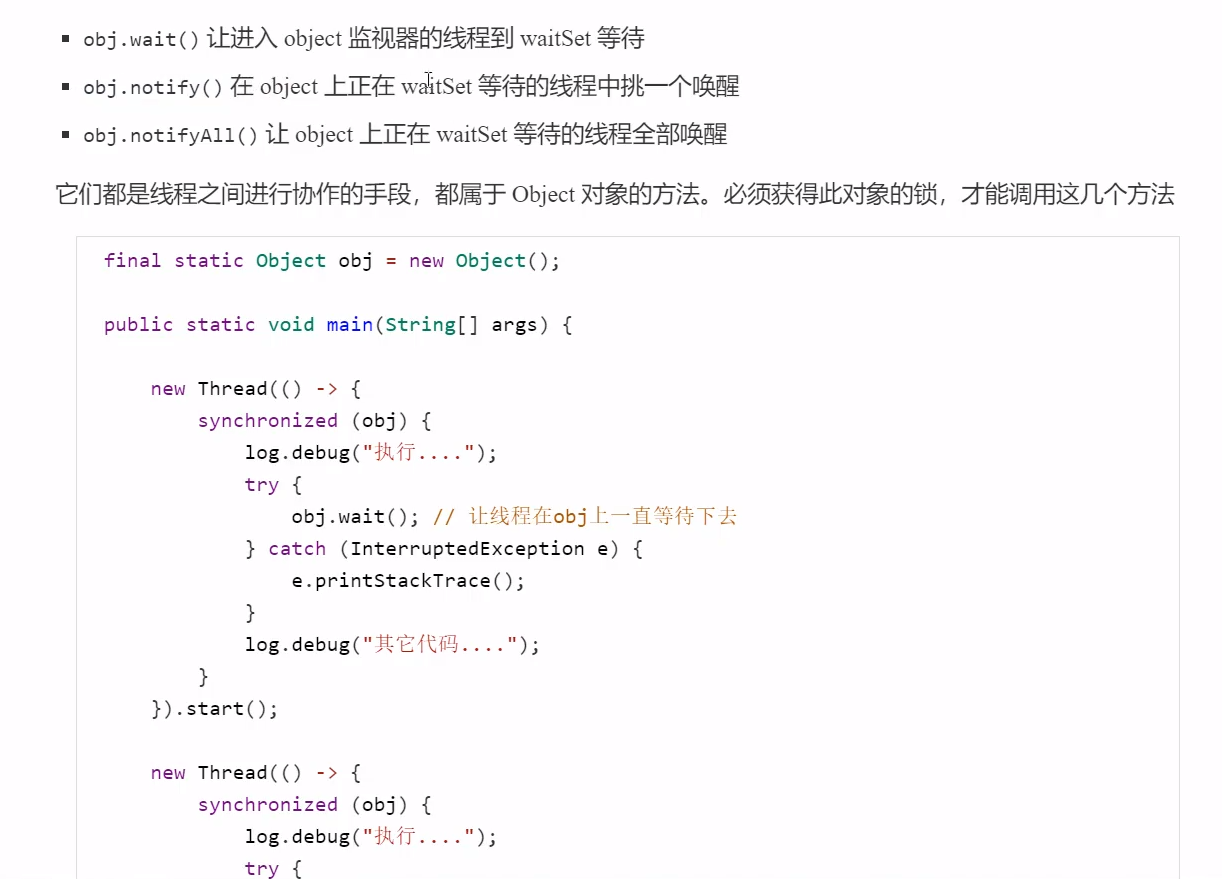 ▪ obj.wait() 让进入 object 监视器的线程到 waitSet 等待
▪ obj.notify() 在 object 上正在 waitSet 等待的线程中挑一个唤醒
▪ obj.notifyAll() 让 object 上正在 waitSet 等待的线程全部唤醒
它们都是线程之间进行协作的手段，都属于 Object 对象的方法。必须获得此对象的锁，才能调用这几个方法
final static Object obj = new Object();
public static void main(String[] args) {
    new Thread(() -> {
        synchronized (obj) {
            log.debug("执行....");
            try {
                obj.wait(); // 让线程在obj上一直等待下去
            } catch (InterruptedException e) {
                e.printStackTrace();
            }
            log.debug("其它代码....");
        }
    }).start();
    new Thread(() -> {
        synchronized (obj) {
            log.debug("执行....");
            try {